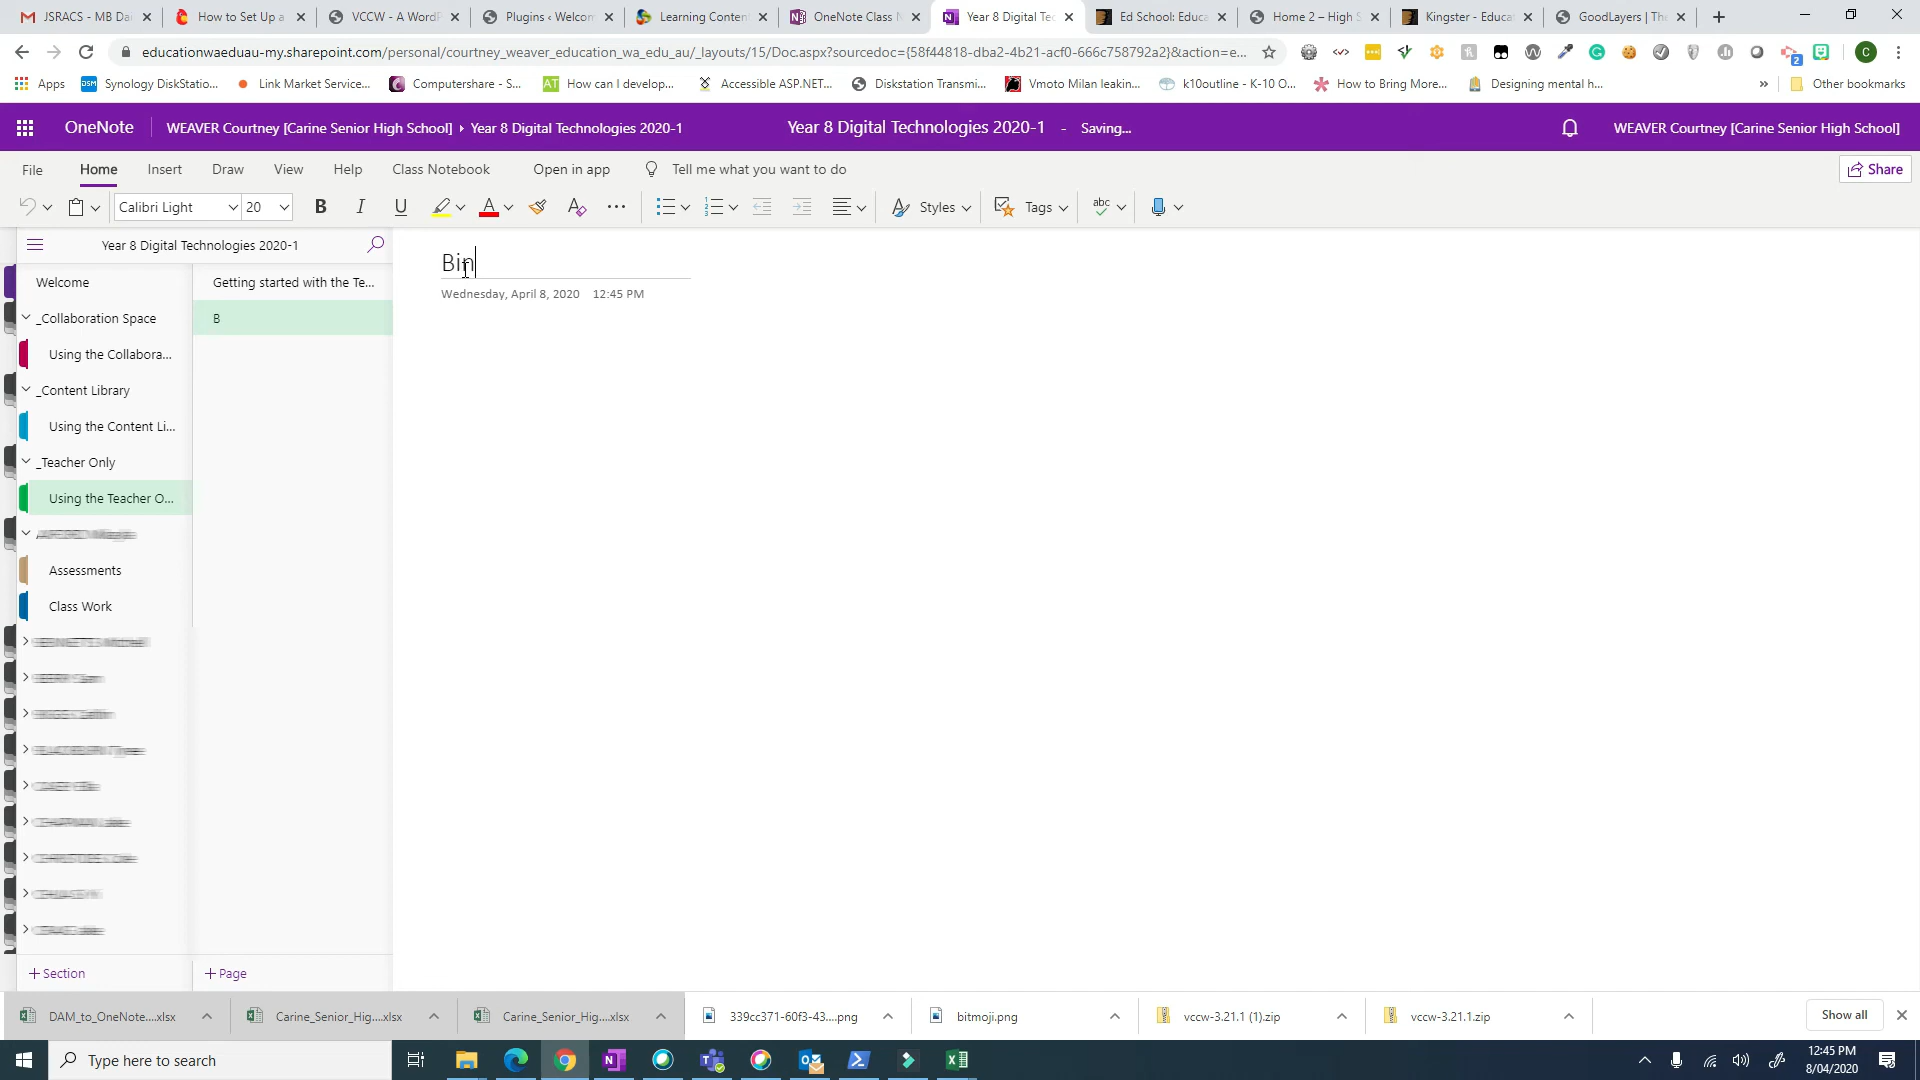 JSRACS - MB Da
How to Set Up a
VCCW - A WordP
Plugins ‹ Welcom
Learning Content
OneNote Class N
Year 8 Digital Tec
Ed School: Educa
Home 2 – High S
Kingster - Educat
GoodLayers | The
educationwaeduau-my.sharepoint.com/personal/courtney_weaver_education_wa_edu_au/_layouts/15/Doc.aspx?sourcedoc={58f44818-dba2-4b21-acf0-666c758792a2}&action=e...
2
C
Apps
Synology DiskStatio...
Link Market Service...
Computershare - S...
How can I develop...
Accessible ASP.NET...
Diskstation Transmi...
Vmoto Milan leakin...
k10outline - K-10 O...
How to Bring More...
Designing mental h...
»
Other bookmarks
OneNote
WEAVER Courtney [Carine Senior High School] › Year 8 Digital Technologies 2020-1
Year 8 Digital Technologies 2020-1 - Saving...
WEAVER Courtney [Carine Senior High School]
File
Home
Insert
Draw
View
Help
Class Notebook
Open in app
Tell me what you want to do
Share
Calibri Light
20
B
I
U
A
Styles
Tags
abc
Year 8 Digital Technologies 2020-1
Welcome
_Collaboration Space
Using the Collabora...
_Content Library
Using the Content Li...
_Teacher Only
Using the Teacher O...
Assessments
Class Work
+ Section
Getting started with the Te...
B
+ Page
Bin
Wednesday, April 8, 2020 12:45 PM
DAM_to_OneNote....xlsx
Carine_Senior_Hig....xlsx
Carine_Senior_Hig....xlsx
339cc371-60f3-43....png
bitmoji.png
vccw-3.21.1 (1).zip
vccw-3.21.1.zip
Show all
Type here to search
12:45 PM
8/04/2020